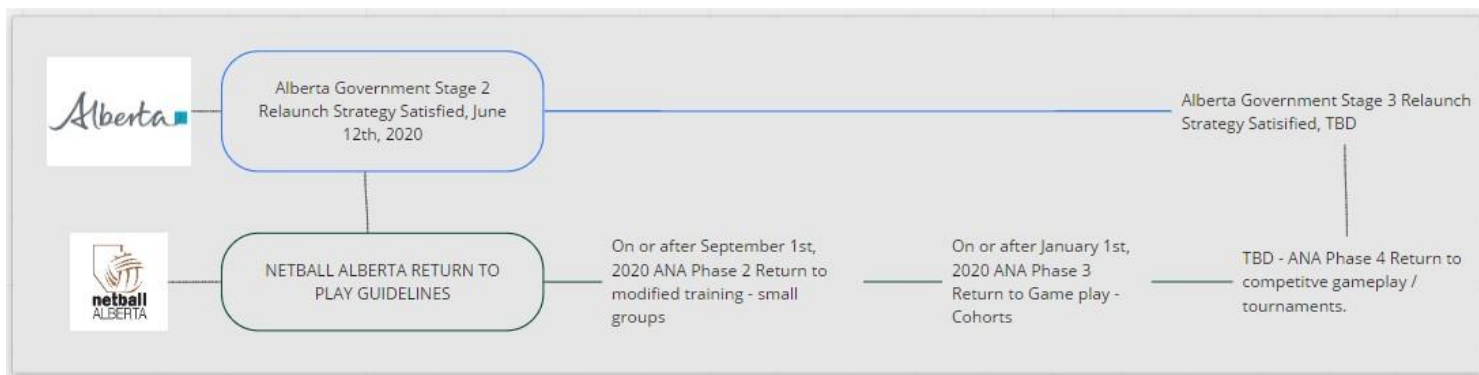 Alberta
Alberta Government Stage 2
Relaunch Strategy Satisfied, June
12th, 2020
Alberta Government Stage 3 Relaunch
Strategy Satisified, TBD
netball
ALBERTA
NETBALL ALBERTA RETURN TO
PLAY GUIDELINES
On or after September 1st,
2020 ANA Phase 2 Return to
modified training - small
groups
On or after January 1st,
2020 ANA Phase 3
Return to Game play -
Cohorts
TBD - ANA Phase 4 Return to
competitve gameplay /
tournaments.